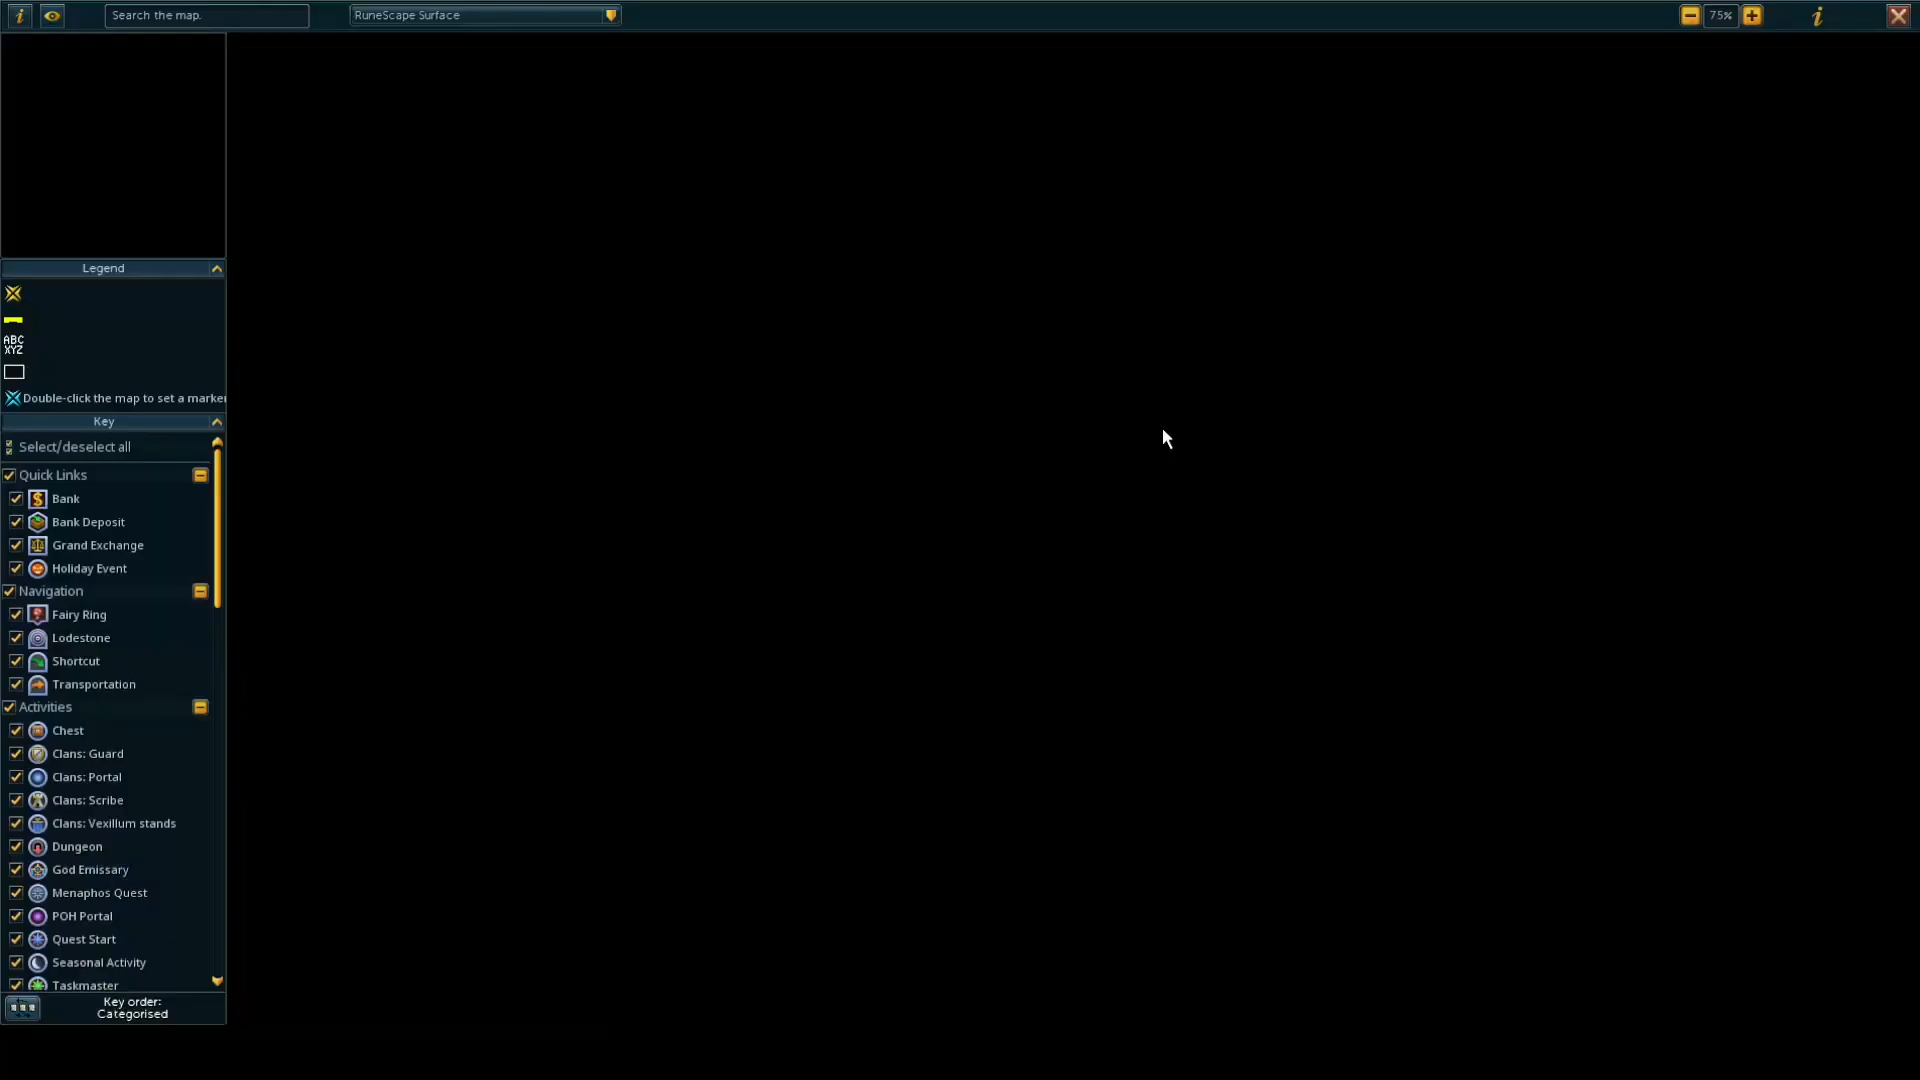 Search the map.
RuneScape Surface
75%
Legend
ABC
XYZ
Double-click the map to set a marker
Key
Select/deselect all
Quick Links
Bank
Bank Deposit
Grand Exchange
Holiday Event
Navigation
Fairy Ring
Lodestone
Shortcut
Transportation
Activities
Chest
Clans: Guard
Clans: Portal
Clans: Scribe
Clans: Vexillum stands
Dungeon
God Emissary
Menaphos Quest
POH Portal
Quest Start
Seasonal Activity
Taskmaster
Key order:
Categorised